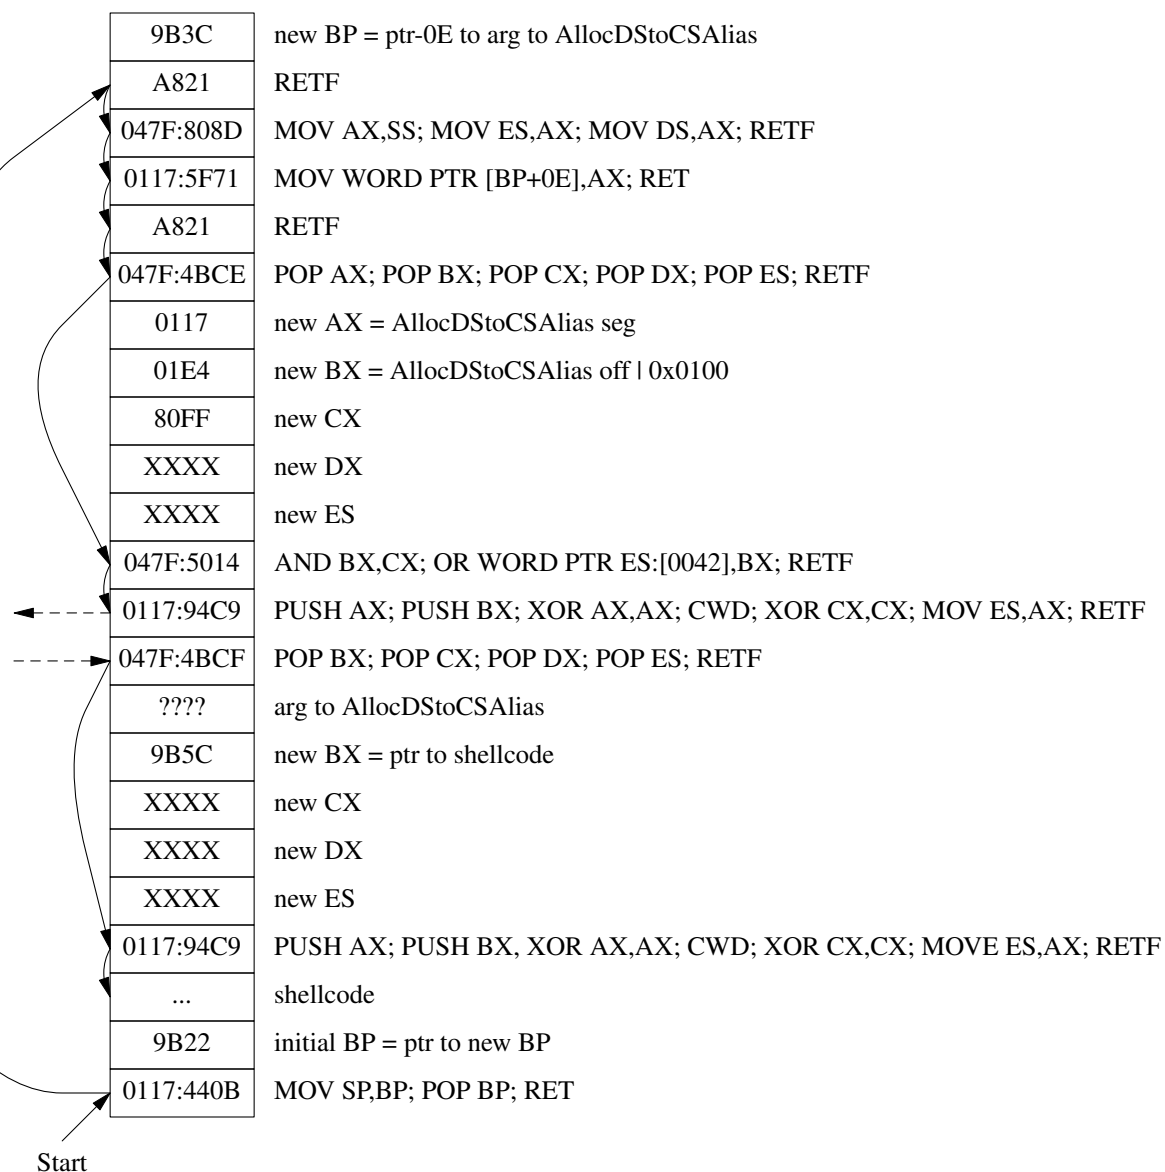 9B3C new BP = ptr-0E to arg to AllocDStoCSAlias
A821 RETF
047F:808D MOV AX,SS; MOV ES,AX; MOV DS,AX; RETF
0117:5F71 MOV WORD PTR [BP+0E],AX; RET
A821 RETF
047F:4BCE POP AX; POP BX; POP CX; POP DX; POP ES; RETF
0117 new AX = AllocDStoCSAlias seg
01E4 new BX = AllocDStoCSAlias off | 0x0100
80FF new CX
XXXX new DX
XXXX new ES
047F:5014 AND BX,CX; OR WORD PTR ES:[0042],BX; RETF
0117:94C9 PUSH AX; PUSH BX; XOR AX,AX; CWD; XOR CX,CX; MOV ES,AX; RETF
047F:4BCF POP BX; POP CX; POP DX; POP ES; RETF
???? arg to AllocDStoCSAlias
9B5C new BX = ptr to shellcode
XXXX new CX
XXXX new DX
XXXX new ES
0117:94C9 PUSH AX; PUSH BX, XOR AX,AX; CWD; XOR CX,CX; MOVE ES,AX; RETF
... shellcode
9B22 initial BP = ptr to new BP
0117:440B MOV SP,BP; POP BP; RET
Start